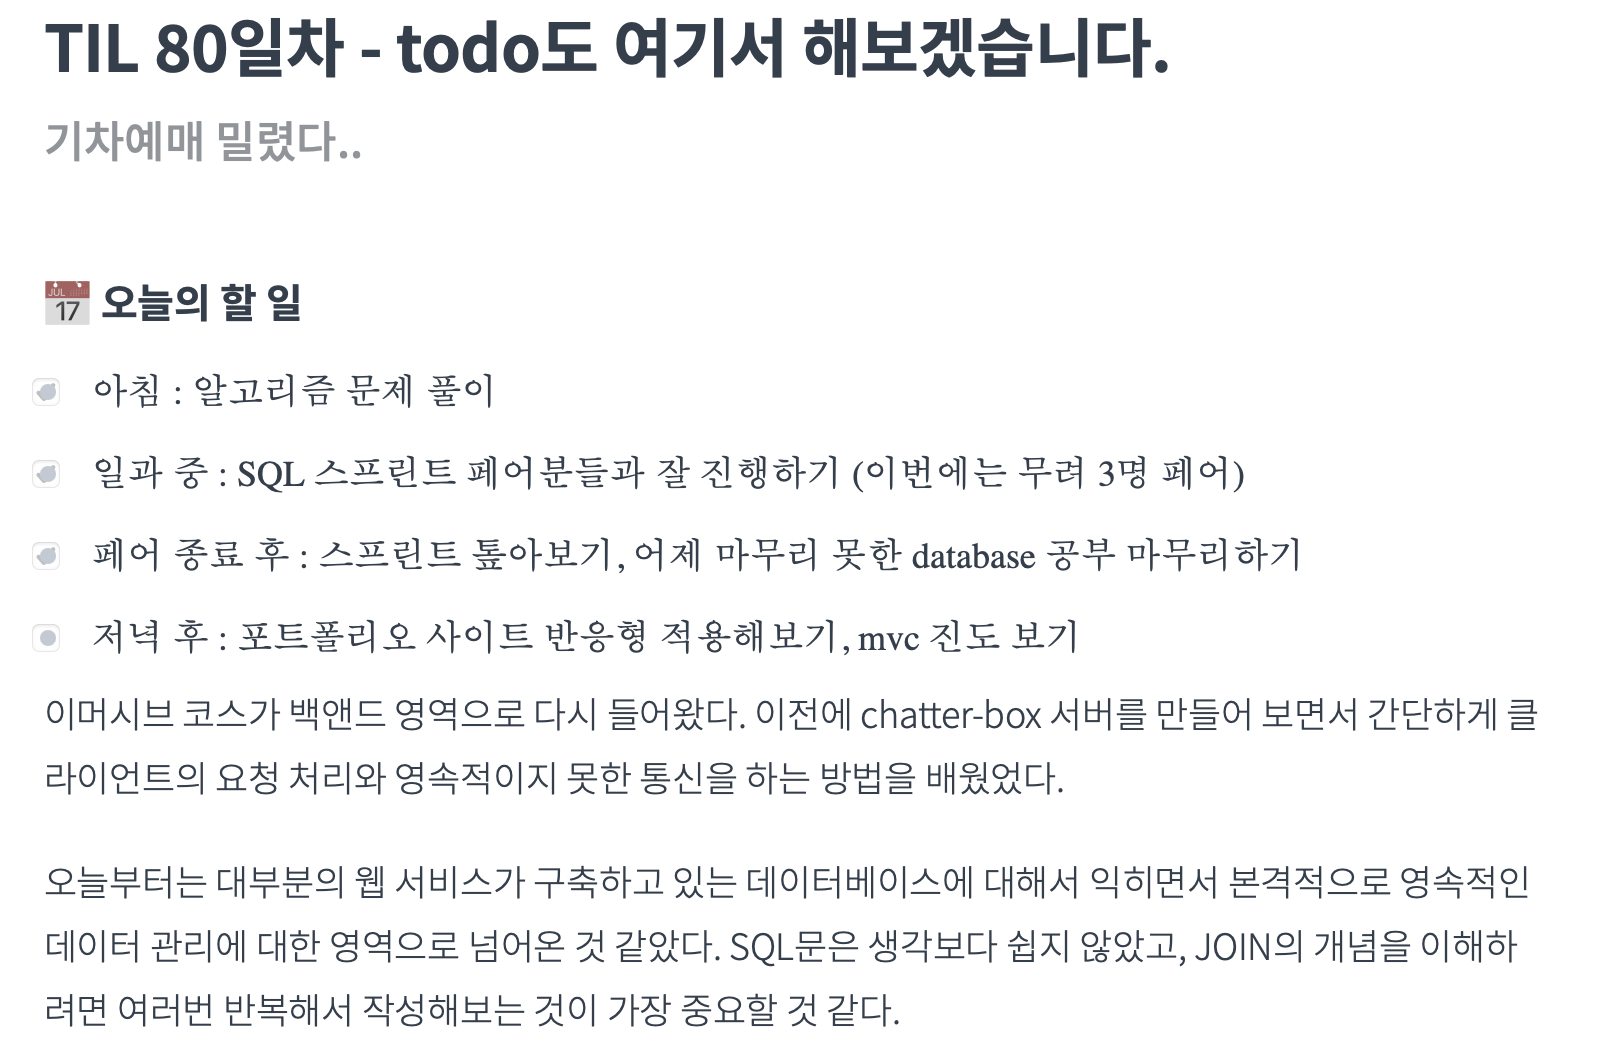 TIL 80일차 - todo도 여기서 해보겠습니다.
기차예매 밀렸다..
JUL
17
오늘의 할 일
아침 : 알고리즘 문제 풀이
일과 중 : SQL 스프린트 페어분들과 잘 진행하기 (이번에는 무려 3명 페어)
페어 종료 후 : 스프린트 톺아보기, 어제 마무리 못한 database 공부 마무리하기
저녁 후 : 포트폴리오 사이트 반응형 적용해보기, mvc 진도 보기
이머시브 코스가 백앤드 영역으로 다시 들어왔다. 이전에 chatter-box 서버를 만들어 보면서 간단하게 클
라이언트의 요청 처리와 영속적이지 못한 통신을 하는 방법을 배웠었다.
오늘부터는 대부분의 웹 서비스가 구축하고 있는 데이터베이스에 대해서 익히면서 본격적으로 영속적인
데이터 관리에 대한 영역으로 넘어온 것 같았다. SQL문은 생각보다 쉽지 않았고, JOIN의 개념을 이해하
려면 여러번 반복해서 작성해보는 것이 가장 중요할 것 같다.